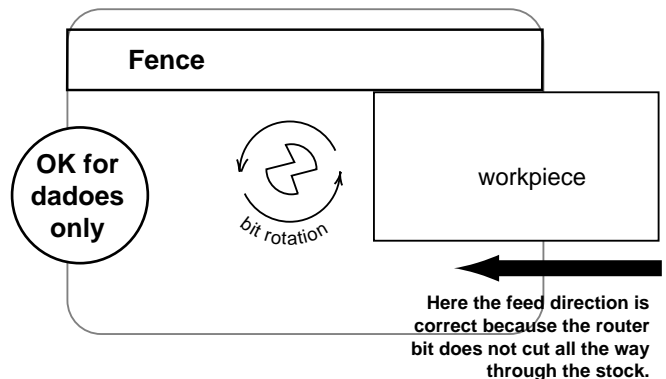 Fence
OK for
dadoes
only
bit rotation
workpiece
Here the feed direction is
correct because the router
bit does not cut all the way
through the stock.